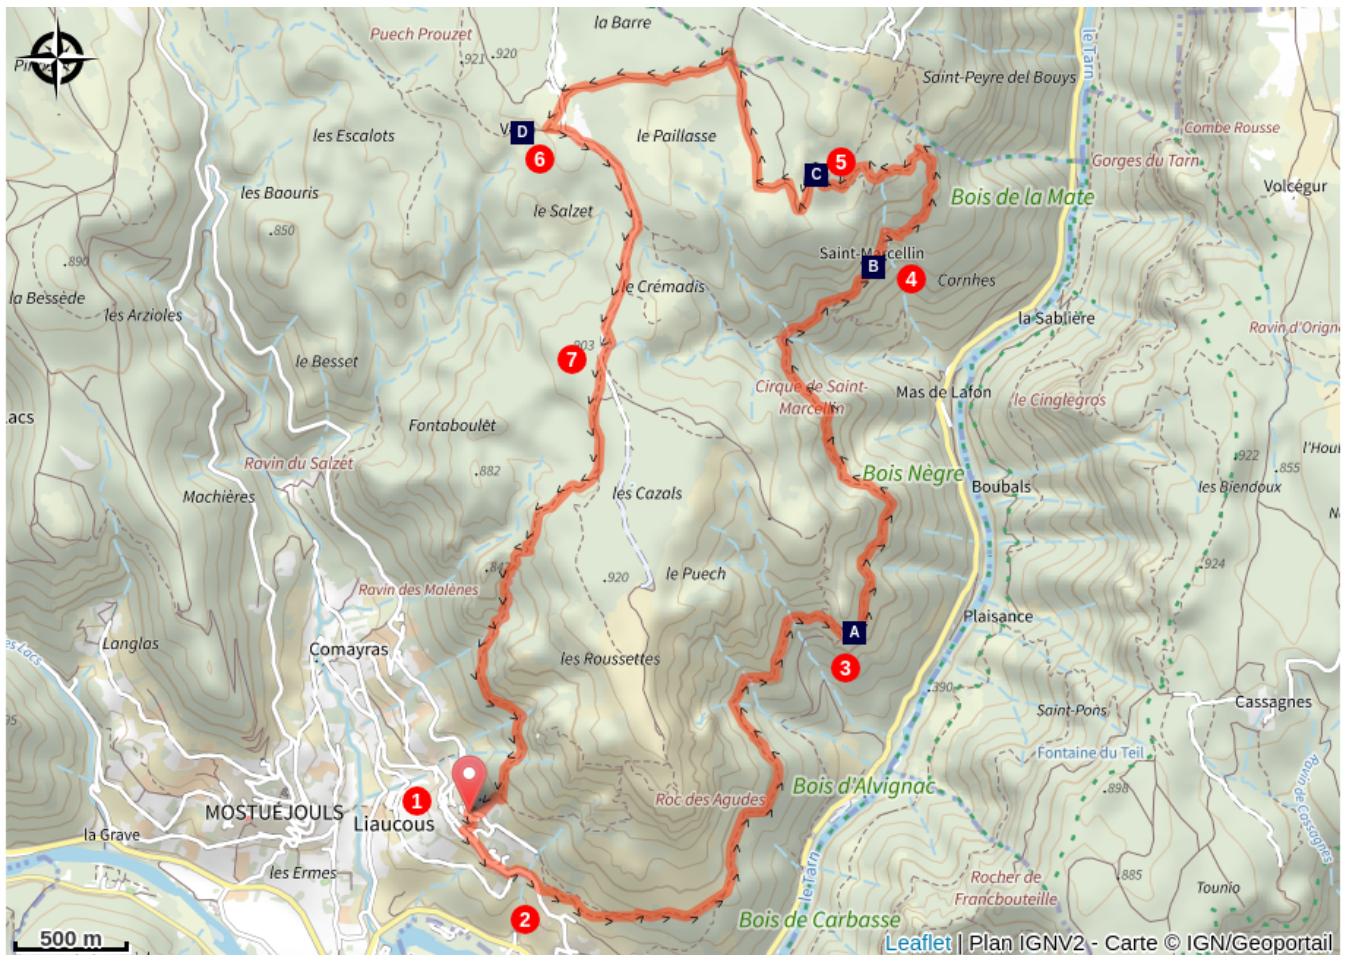 la Barre
Puech Prouzet
.921
.920
le Tarn
Saint-Peyre del Bouys
Combe Rousse
les Escalots
D
le Paillasse
5
Gorges du Tarn
6
C
Volcégur
les Baouris
Bois de la Mate
le Salzet
.850
Saint-Marcellin
.890
B
4
Cornhes
la Bessède
le Crémadis
les Arzioles
la Sablière
903
7
le Besset
Cirque de Saint-
Marcellin
Mas de Lafon
le Cinglegros
Fontaboulet
Ravin du Salzet
.882
Bois Nègre
.922
.855
Machières
les Cazals
Boubals
les Biendoux
.847
.920
le Puech
.924
Ravin des Malènes
Plaisance
A
Langlas
Comayras
les Roussettes
3
.390
Cassagnes
Saint-Pons
Fontaine du Teil
Roc des Agudes
Bois d'Alvignac
.898
1
MOSTUÉJOULS
Liaucous
la Grave
Ravin de Cassagnes
les Ermes
le Tarn
Rocher de
Francbouteille
.885
Tounio
2
Bois de Carbasse
500 m
Leaflet | Plan IGNV2 - Carte © IGN/Geoportail